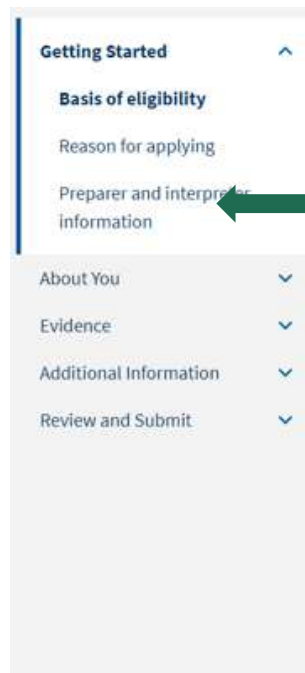 Getting Started
Basis of eligibility
Reason for applying
Preparer and interpreter
information
About You
Evidence
Additional Information
Review and Submit